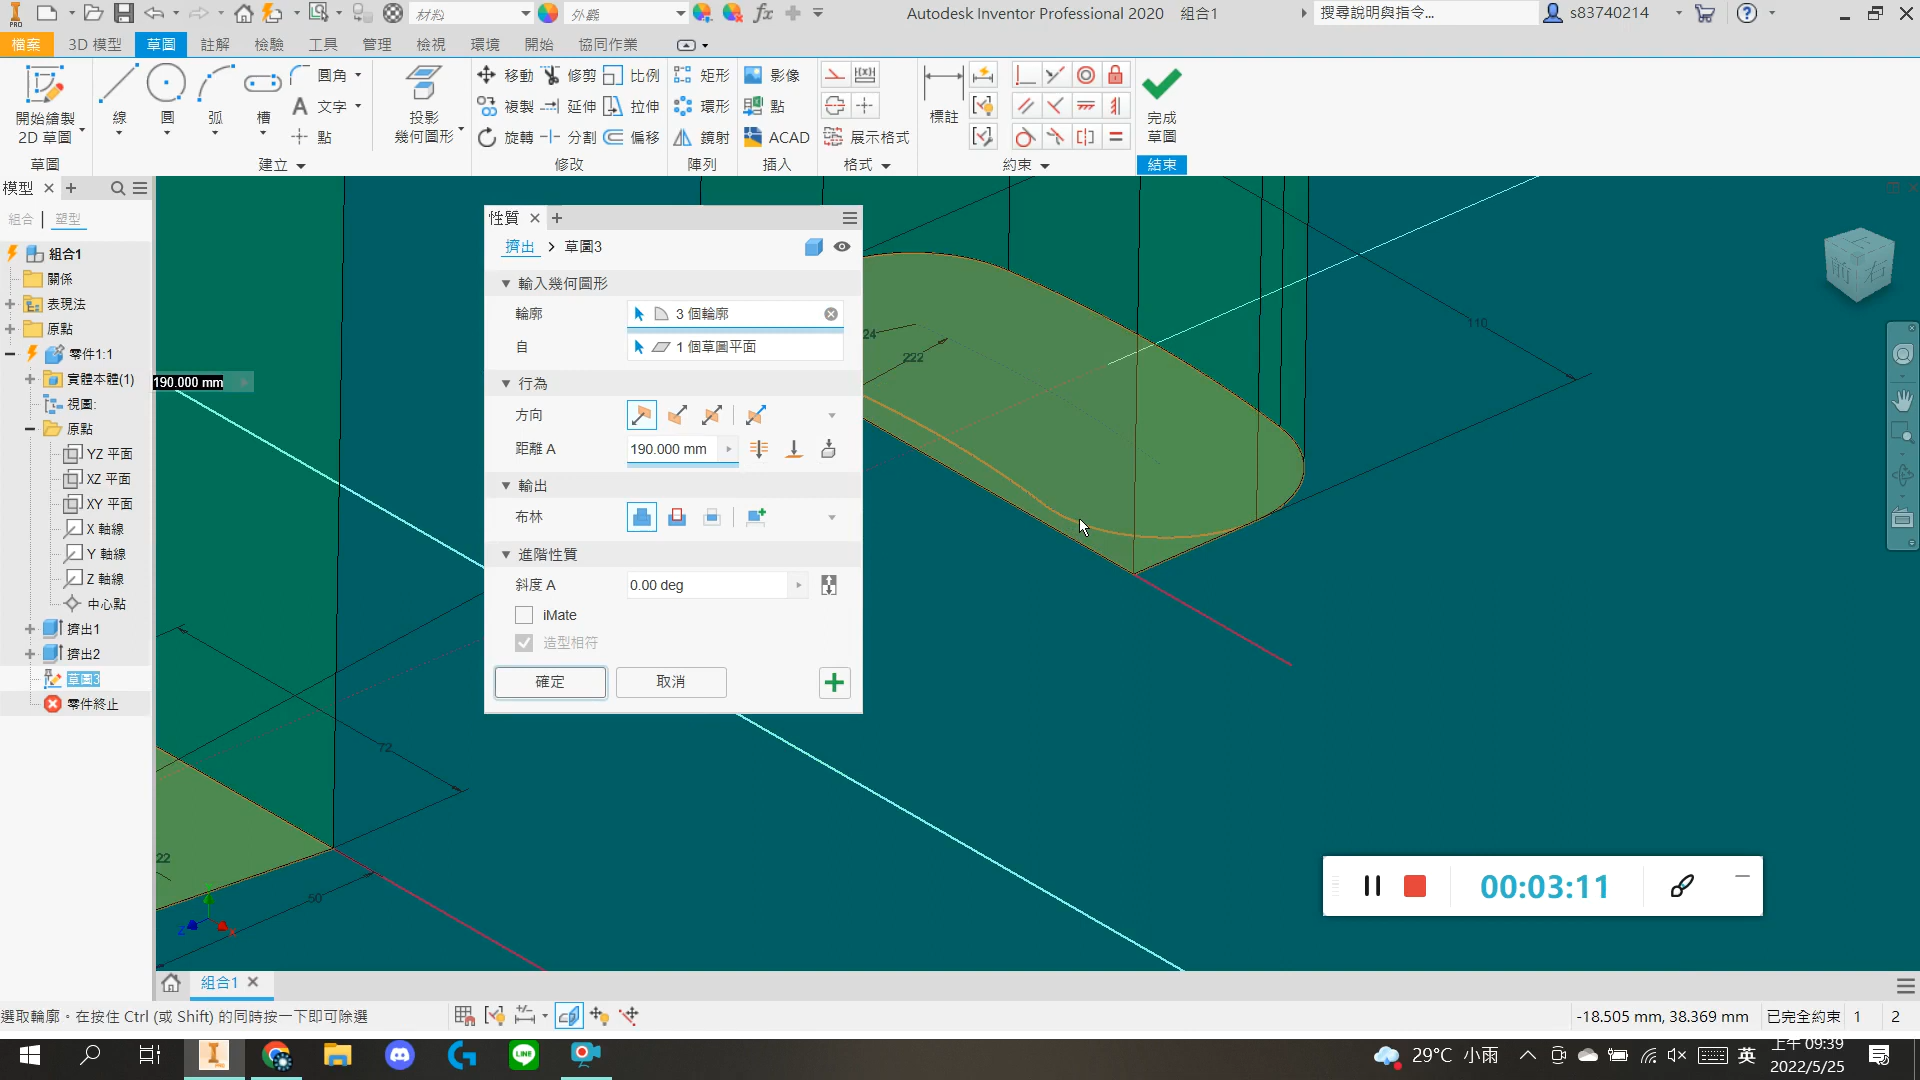 材料
外觀
Autodesk Inventor Professional 2020 組合1
搜尋說明與指令...
s83740214
檔案 3D 模型 草圖 註解 檢驗 工具 管理 檢視 環境 開始 協同作業
開始繪製 2D 草圖
線 圓 弧 槽
圓角
文字
點
投影 幾何圖形
移動 修剪 比例
複製 延伸 拉伸
旋轉 分割 偏移
矩形
環形
鏡射
影像
點
ACAD
展示格式
標註
完成 草圖
草圖 建立 修改 陣列 插入 格式 約束 結束
模型
組合 塑型
組合1
關係
表現法
原點
零件1:1
實體本體(1)
視圖:
原點
YZ 平面
XZ 平面
XY 平面
X 軸線
Y 軸線
Z 軸線
中心點
擠出1
擠出2
草圖3
零件終止
190.000 mm
性質
擠出 > 草圖3
輸入幾何圖形
輪廓 3 個輪廓
自 1 個草圖平面
行為
方向
距離 A 190.000 mm
輸出
布林
進階性質
斜度 A 0.00 deg
iMate
造型相符
確定 取消
24
222
110
72
22
50
00:03:11
組合1
選取輪廓。在按住 Ctrl (或 Shift) 的同時按一下即可除選
-18.505 mm, 38.369 mm 已完全約束 1 2
29°C 小雨
英
上午 09:39
2022/5/25